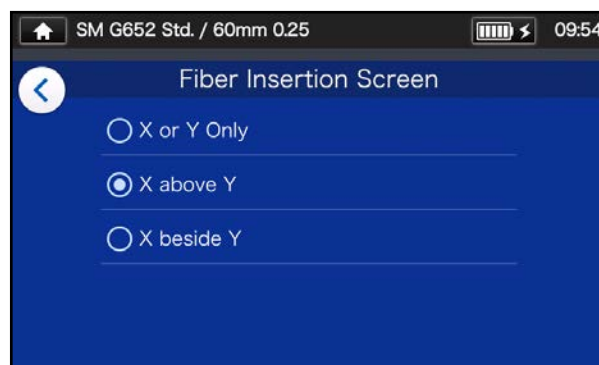 SM G652 Std. / 60mm 0.25
09:54
Fiber Insertion Screen
X or Y Only
X above Y
X beside Y